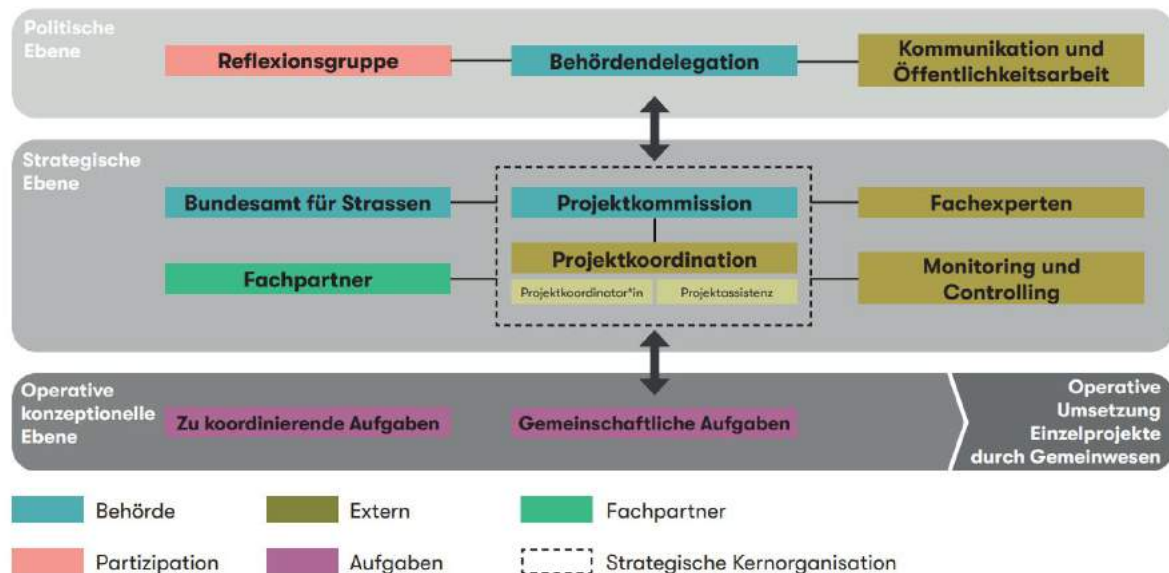 Politische
Ebene
Reflexionsgruppe
Behördendelegation
Kommunikation und
Öffentlichkeitsarbeit
Strategische
Ebene
Bundesamt für Strassen
Projektkommission
Fachexperten
Fachpartner
Projektkoordination
Projektkoordinator*in
Projektassistenz
Monitoring und
Controlling
Operative
konzeptionelle
Ebene
Zu koordinierende Aufgaben
Gemeinschaftliche Aufgaben
Operative
Umsetzung
Einzelprojekte
durch Gemeinwesen
Behörde
Extern
Fachpartner
Partizipation
Aufgaben
Strategische Kernorganisation